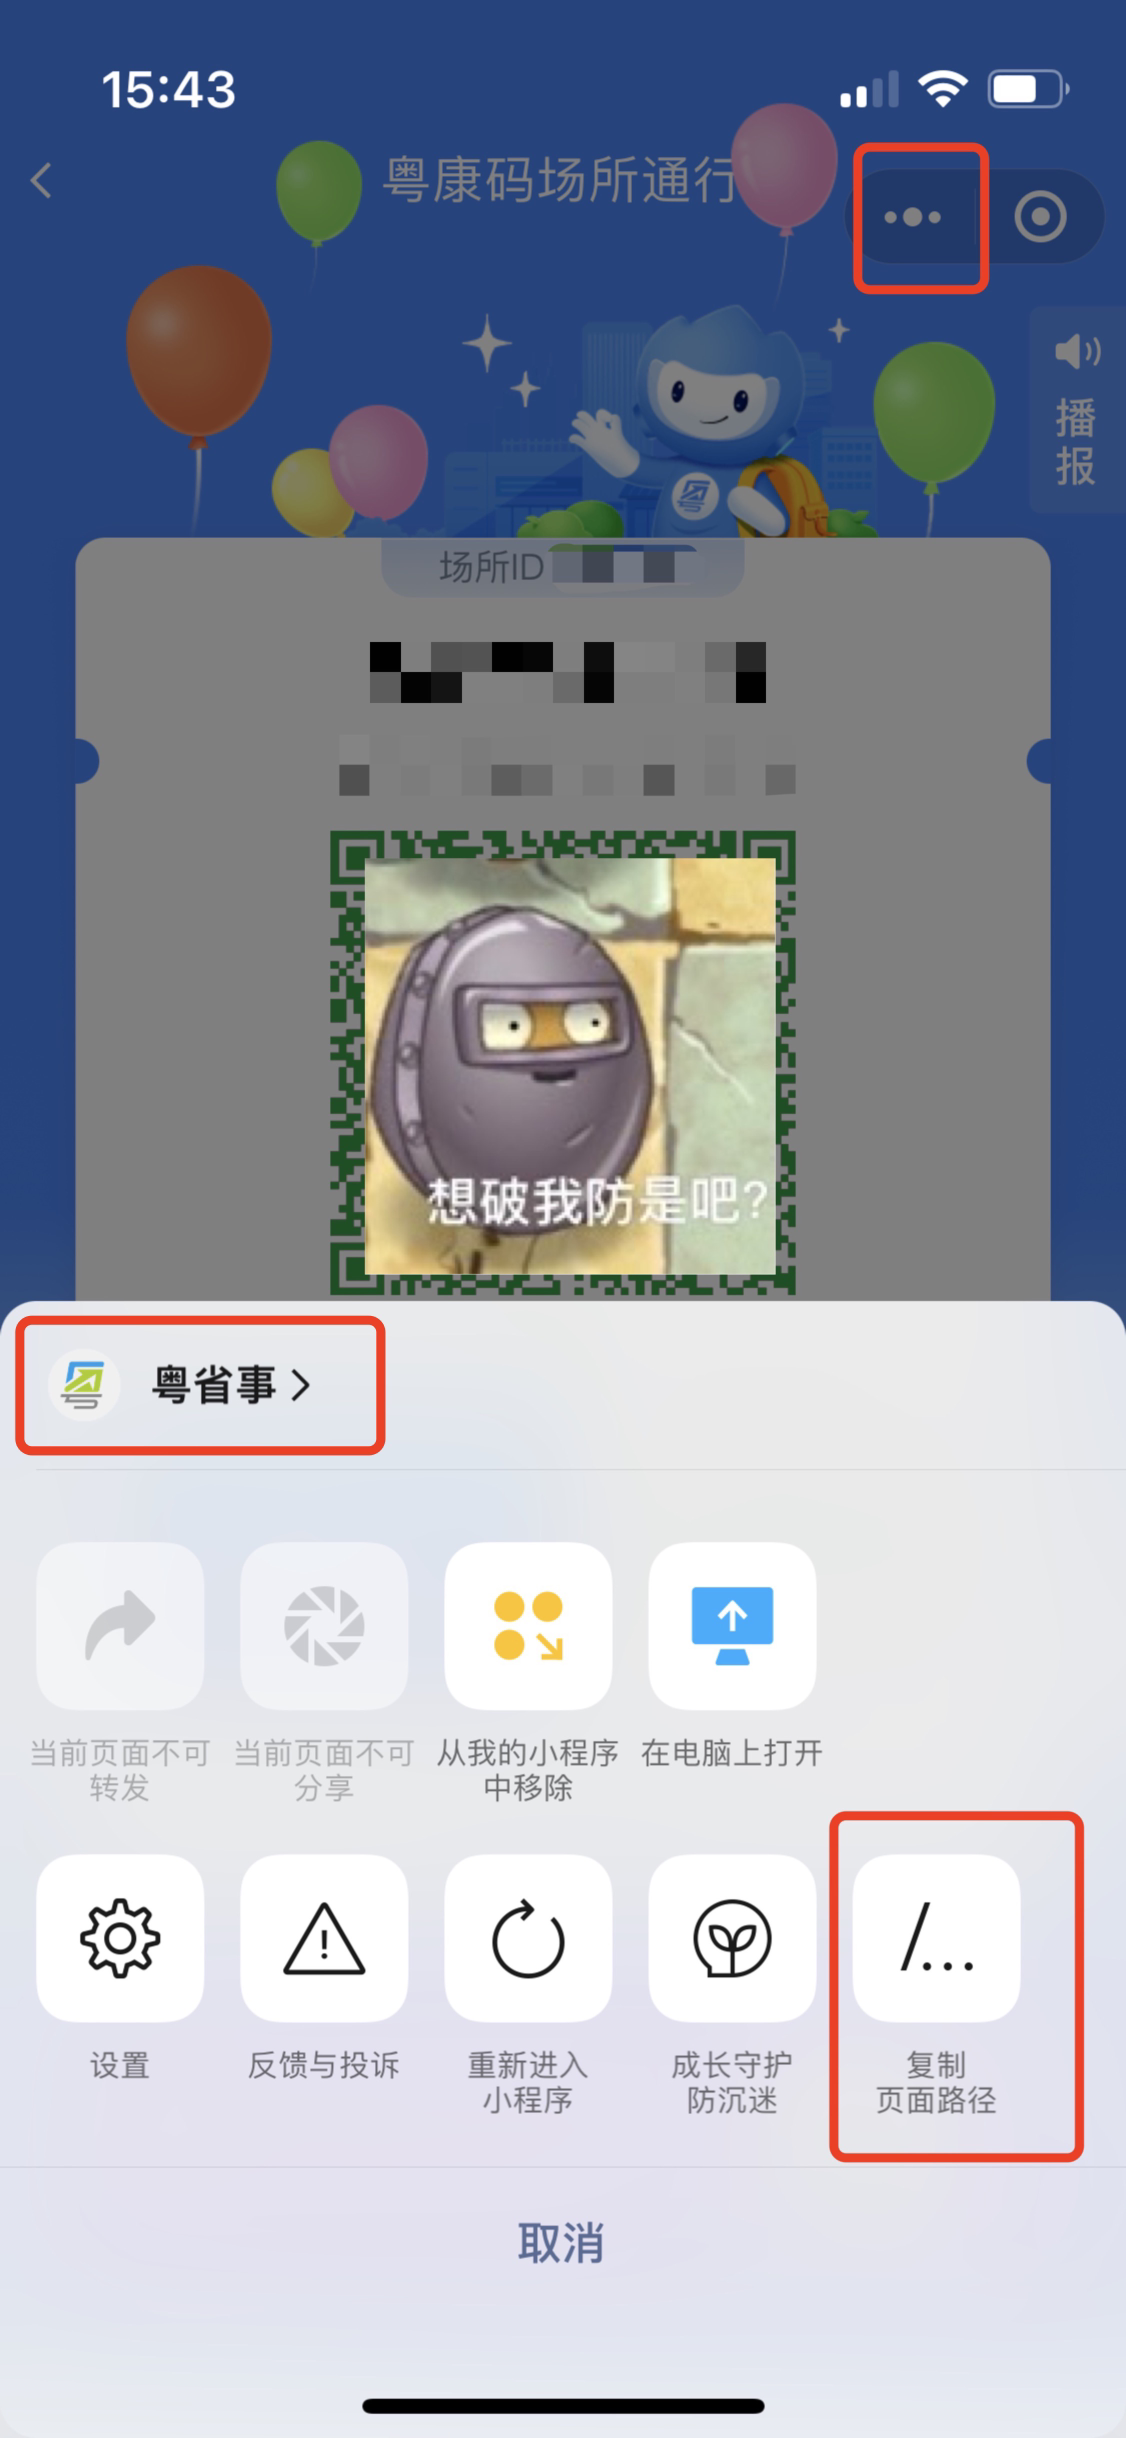 15:43
粤康码场所通行
播
报
场所ID
想破我防是吧?
粤省事
当前页面不可
转发
当前页面不可
分享
从我的小程序
中移除
在电脑上打开
设置
反馈与投诉
重新进入
小程序
成长守护
防沉迷
/...
复制
页面路径
取消